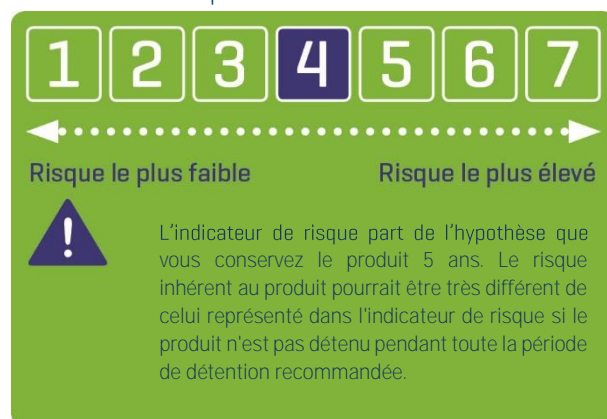 1 2 3 4 5 6 7
Risque le plus faible Risque le plus élevé
!
L'indicateur de risque part de l'hypothèse que
vous conservez le produit 5 ans. Le risque
inhérent au produit pourrait être très différent de
celui représenté dans l'indicateur de risque si le
produit n'est pas détenu pendant toute la période
de détention recommandée.